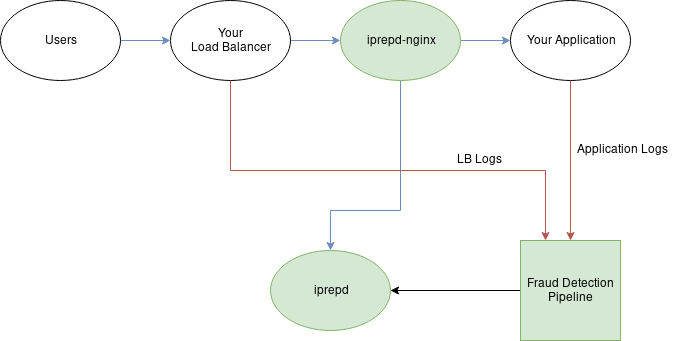 Users
Your
Load Balancer
iprepd-nginx
Your Application
Application Logs
LB Logs
Fraud Detection
Pipeline
iprepd